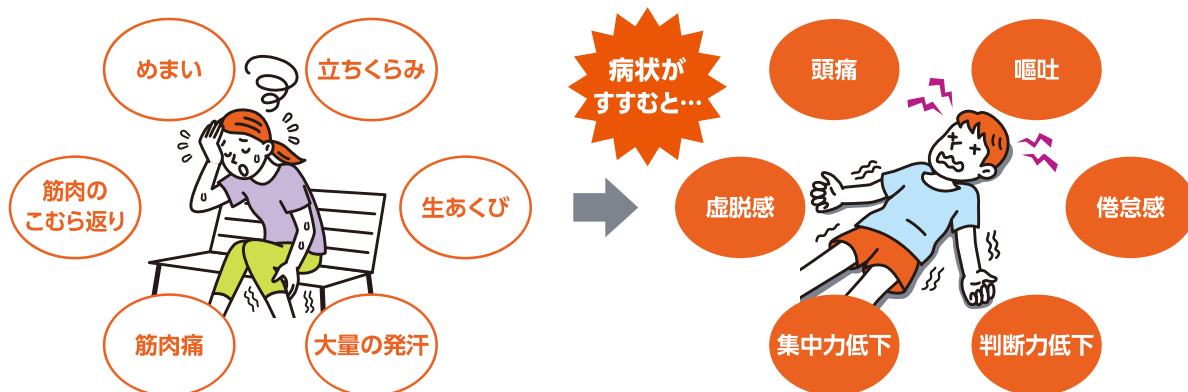 めまい
立ちくらみ
筋肉の
こむら返り
生あくび
筋肉痛
大量の発汗
病状が
すすむと…
頭痛
嘔吐
虚脱感
倦怠感
集中力低下
判断力低下